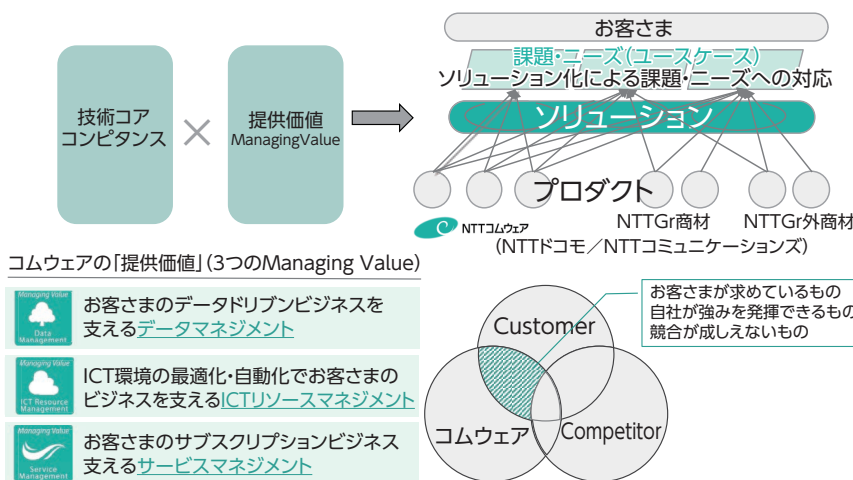 お客さま
課題・ニーズ(ユースケース)
ソリューション化による課題・ニーズへの対応
ソリューション
技術コア
コンピタンス
×
提供価値
ManagingValue
プロダクト
NTTコムウェア
NTTGr商材
NTTGr外商材
(NTTドコモ／NTTコミュニケーションズ)
コムウェアの「提供価値」(3つのManaging Value)
Managing Value
Data
Management
お客さまのデータドリブンビジネスを
支えるデータマネジメント
Managing Value
ICT Resource
Management
ICT環境の最適化・自動化でお客さまの
ビジネスを支えるICTリソースマネジメント
Managing Value
Service
Management
お客さまのサブスクリプションビジネス
支えるサービスマネジメント
お客さまが求めているもの
自社が強みを発揮できるもの
競合が成しえないもの
Customer
コムウェア
Competitor